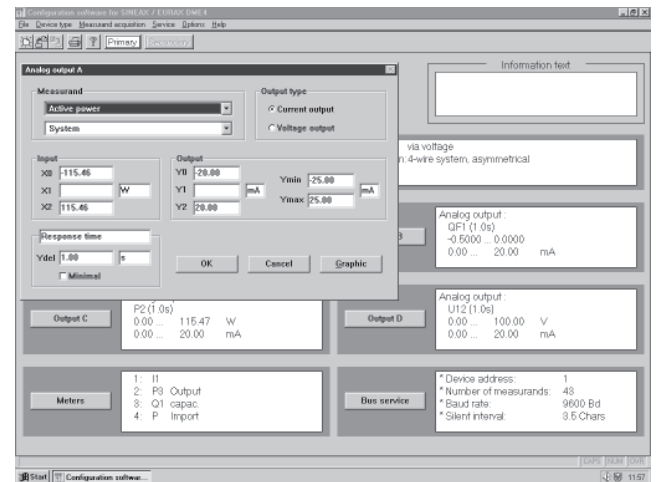 Configuration software for SINEAX / EURAX DME4
File Device type Measurand acquisition Service Options Help
Primary Secondary
Analog output A
Measurand
Active power
System
Output type
Current output
Voltage output
Input
X0 -115.46
X1 W
X2 115.46
Output
Y0 -20.00
Y1 mA
Y2 20.00
Ymin -25.00
Ymax 25.00
mA
Response time
Ydel 1.00 s
Minimal
OK Cancel Graphic
Information text
via voltage
4-wire system, asymmetrical
Analog output :
QF1 (1.0s)
-0.5000 ... 0.0000
0.00 ... 20.00 mA
Output C
P2 (1.0s)
0.00 ... 115.47 W
0.00 ... 20.00 mA
Output D
Analog output :
U12 (1.0s)
0.00 ... 100.00 V
0.00 ... 20.00 mA
Meters
1: I1
2: P3 Output
3: Q1 capac.
4: P Import
Bus service
* Device address: 1
* Number of measurands: 43
* Baud rate: 9600 Bd
* Silent interval: 3.5 Chars
CAPS NUM OVR
Start Configuration softwar... 11:57